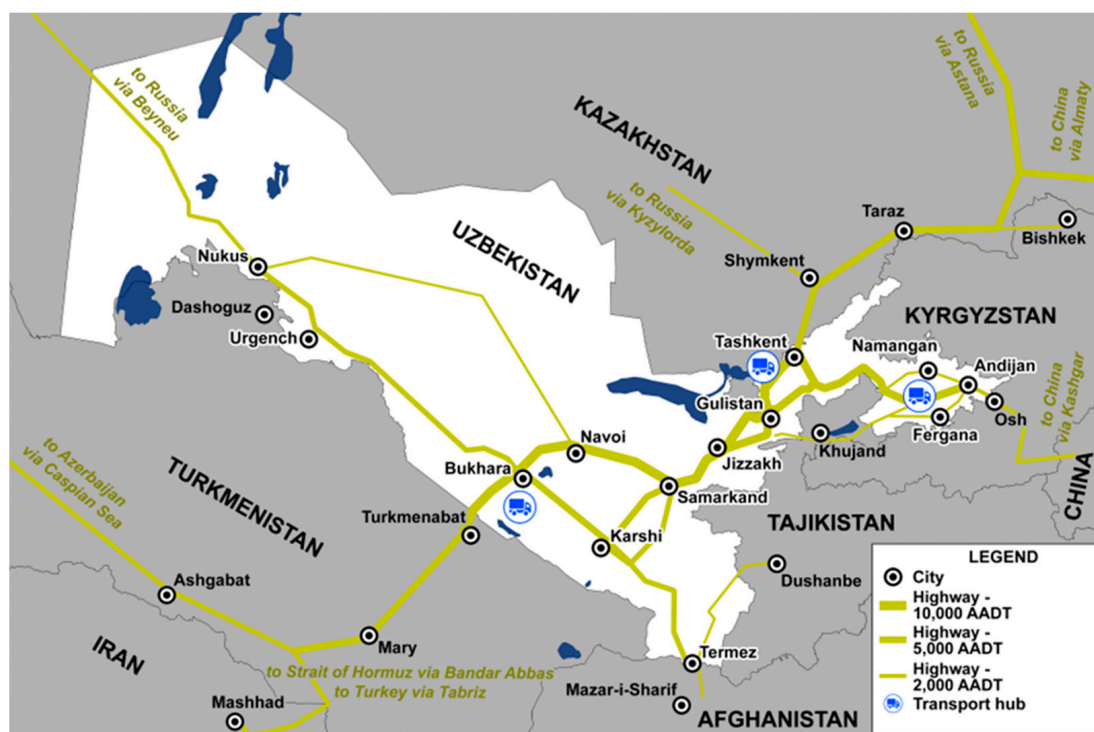 to Russia
via Beyneu
KAZAKHSTAN
to Russia
via Astana
to China
via Almaty
to Russia
via Kyzylorda
Taraz
Bishkek
UZBEKISTAN
Nukus
Shymkent
KYRGYZSTAN
Dashoguz
Urgench
Tashkent
Namangan
Andijan
Gulistan
Osh
to China
via Kashgar
Fergana
Khujand
Navoi
Jizzakh
Bukhara
Samarkand
CHINA
to Azerbaijan
via Caspian Sea
TURKMENISTAN
Turkmenabat
Karshi
TAJIKISTAN
Dushanbe
Ashgabat
IRAN
Mary
Termez
to Strait of Hormuz via Bandar Abbas
to Turkey via Tabriz
Mashhad
Mazar-i-Sharif
AFGHANISTAN
LEGEND
City
Highway -
10,000 AADT
Highway -
5,000 AADT
Highway -
2,000 AADT
Transport hub